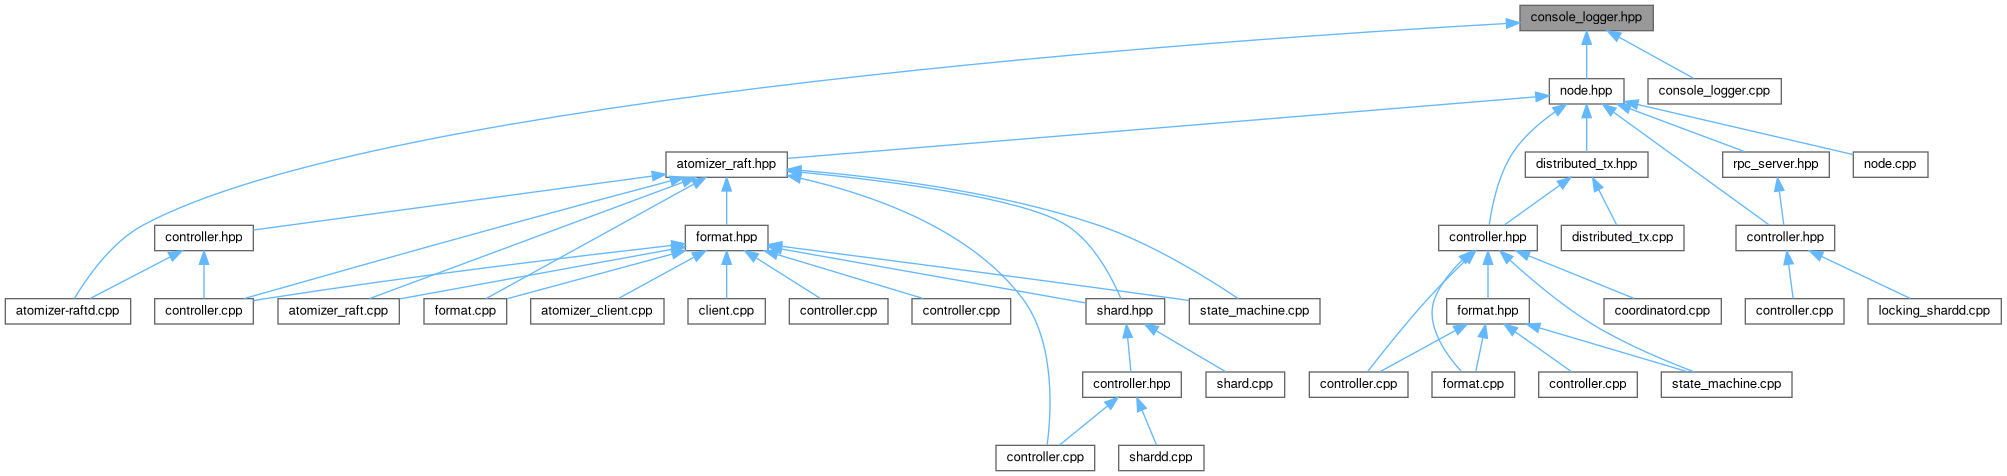 console_logger.hpp
node.hpp
console_logger.cpp
atomizer_raft.hpp
distributed_tx.hpp
rpc_server.hpp
node.cpp
controller.hpp
format.hpp
controller.hpp
distributed_tx.cpp
controller.hpp
atomizer-raftd.cpp
controller.cpp
atomizer_raft.cpp
format.cpp
atomizer_client.cpp
client.cpp
controller.cpp
controller.cpp
shard.hpp
state_machine.cpp
format.hpp
coordinatord.cpp
controller.cpp
locking_shardd.cpp
controller.hpp
shard.cpp
controller.cpp
format.cpp
controller.cpp
state_machine.cpp
controller.cpp
shardd.cpp